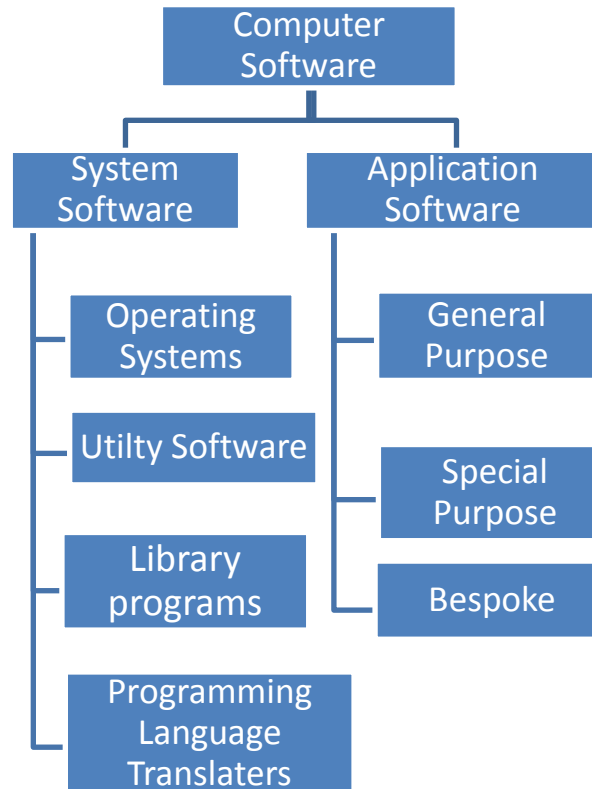 Computer
Software
System
Software
Application
Software
Operating
Systems
General
Purpose
Utilty Software
Special
Purpose
Library
programs
Bespoke
Programming
Language
Translaters